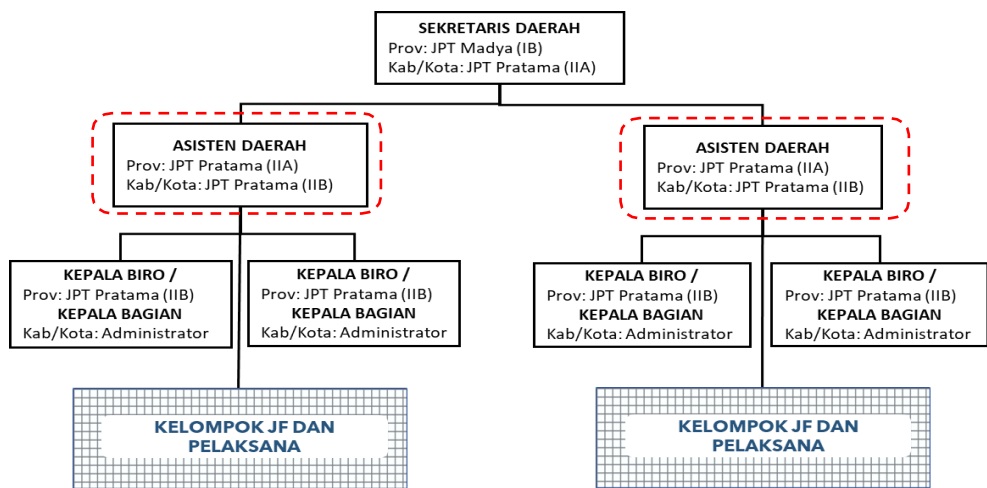 SEKRETARIS DAERAH
Prov: JPT Madya (IB)
Kab/Kota: JPT Pratama (IIA)
ASISTEN DAERAH
Prov: JPT Pratama (IIA)
Kab/Kota: JPT Pratama (IIB)
ASISTEN DAERAH
Prov: JPT Pratama (IIA)
Kab/Kota: JPT Pratama (IIB)
KEPALA BIRO /
Prov: JPT Pratama (IIB)
KEPALA BAGIAN
Kab/Kota: Administrator
KEPALA BIRO /
Prov: JPT Pratama (IIB)
KEPALA BAGIAN
Kab/Kota: Administrator
KEPALA BIRO /
Prov: JPT Pratama (IIB)
KEPALA BAGIAN
Kab/Kota: Administrator
KEPALA BIRO /
Prov: JPT Pratama (IIB)
KEPALA BAGIAN
Kab/Kota: Administrator
KELOMPOK JF DAN
PELAKSANA
KELOMPOK JF DAN
PELAKSANA